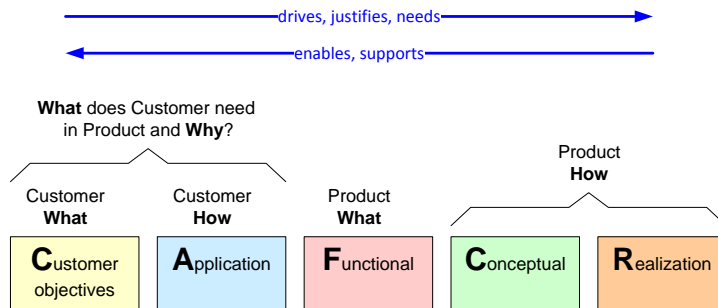 drives, justifies, needs
enables, supports
What does Customer need
in Product and Why?
Product
How
Customer
What
Customer
How
Product
What
Customer
objectives
Application
Functional
Conceptual
Realization